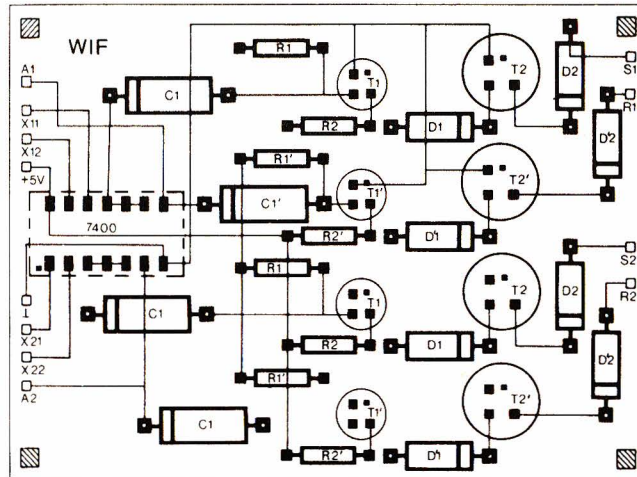 WIF
A1
X11
X12
+5V
7400
⊥
X21
X22
A2
R1
C1
T1
R2
D1
T2
D2
S1
R1
D'2
R1'
C1'
T1'
R2'
D'1
T2'
R1
C1
T1
R2
D1
T2
D2
S2
R2
D'2
R1'
C1
T1'
R2'
D'1
T2'